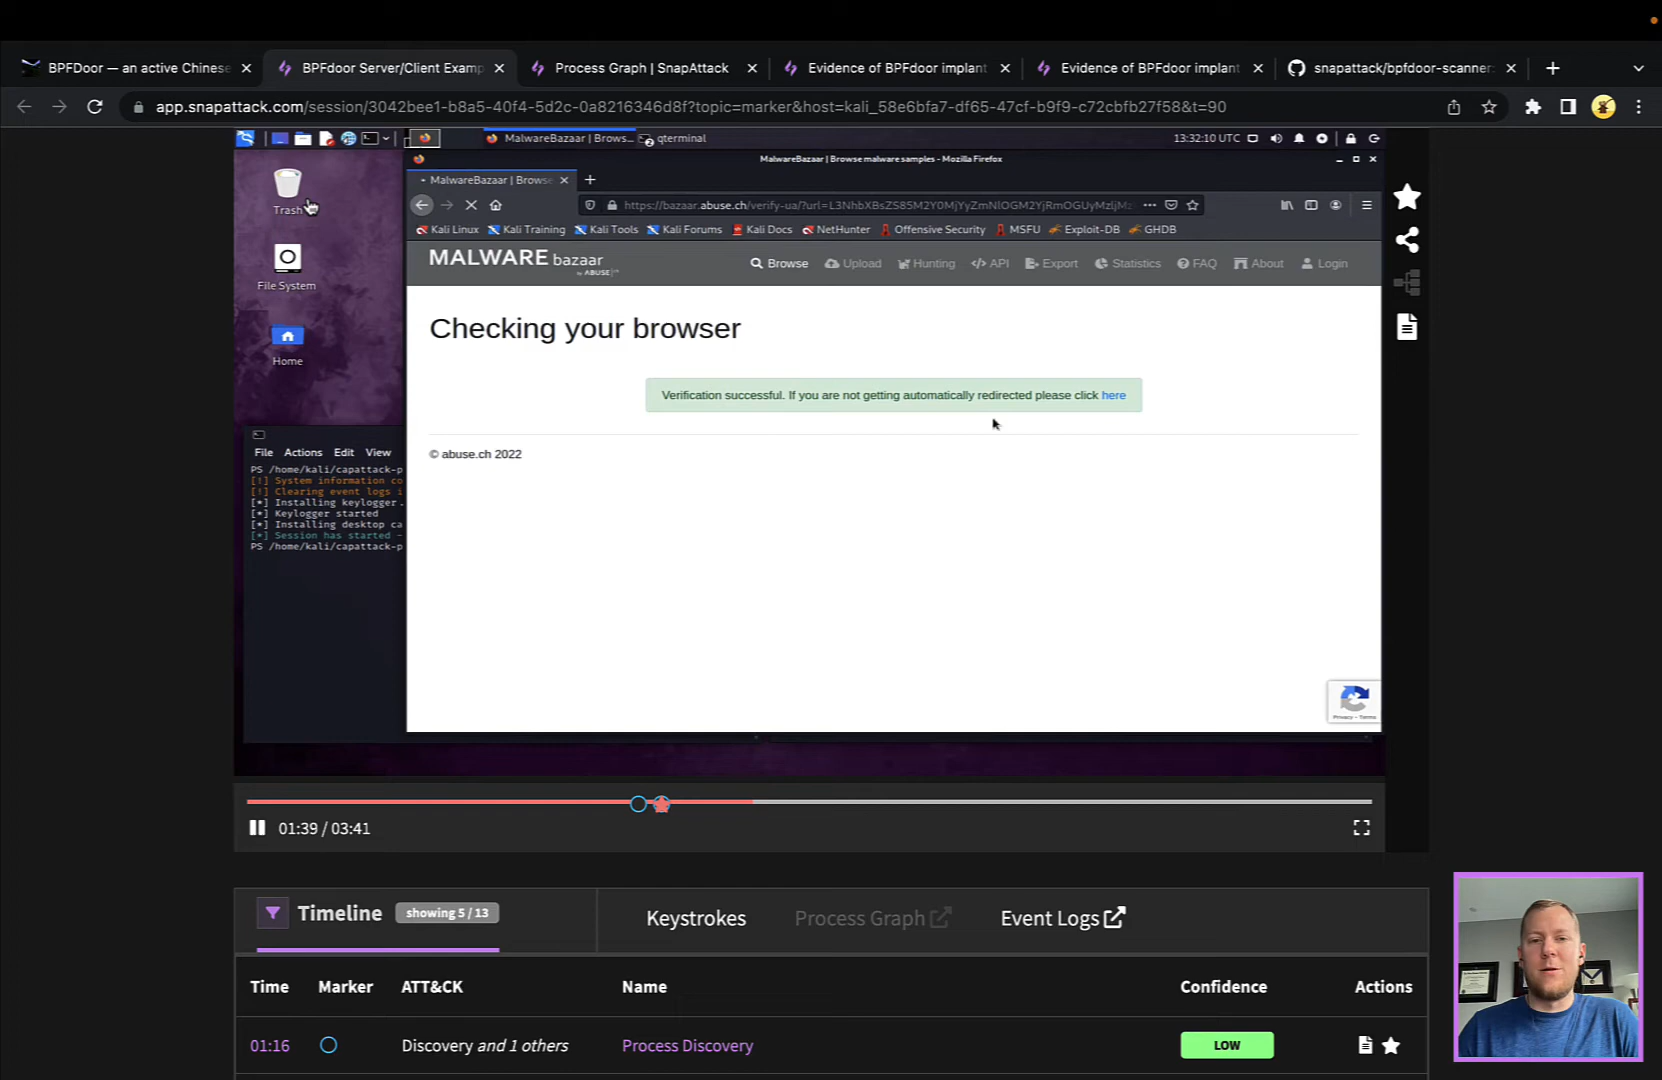 BPFDoor — an active Chinese
BPFdoor Server/Client Examp
Process Graph | SnapAttack
Evidence of BPFdoor implant
Evidence of BPFdoor implant
snapattack/bpfdoor-scanner:
app.snapattack.com/session/3042bee1-b8a5-40f4-5d2c-0a8216346d8f?topic=marker&host=kali_58e6bfa7-df65-47cf-b9f9-c72cbfb27f58&t=90
MalwareBazaar | Brows...
qterminal
13:32:10 UTC
MalwareBazaar | Browse malware samples - Mozilla Firefox
MalwareBazaar | Browse
Trash
https://bazaar.abuse.ch/verify-ua/?url=
Kali Linux
Kali Training
Kali Tools
Kali Forums
Kali Docs
NetHunter
Offensive Security
MSFU
Exploit-DB
GHDB
MALWARE bazaar
by ABUSE
Browse
Upload
Hunting
API
Export
Statistics
FAQ
About
Login
File System
Checking your browser
Home
Verification successful. If you are not getting automatically redirected please click here
© abuse.ch 2022
File Actions Edit View
PS /home/kali/capattack-p
[!] System information co
[!] Clearing event logs i
[*] Installing keylogger.
[*] Keylogger started
[*] Installing desktop ca
[*] Session has started -
PS /home/kali/capattack-p
Privacy - Terms
01:39 / 03:41
Timeline
showing 5 / 13
Keystrokes
Process Graph
Event Logs
Time
Marker
ATT&CK
Name
Confidence
Actions
01:16
Discovery and 1 others
Process Discovery
LOW